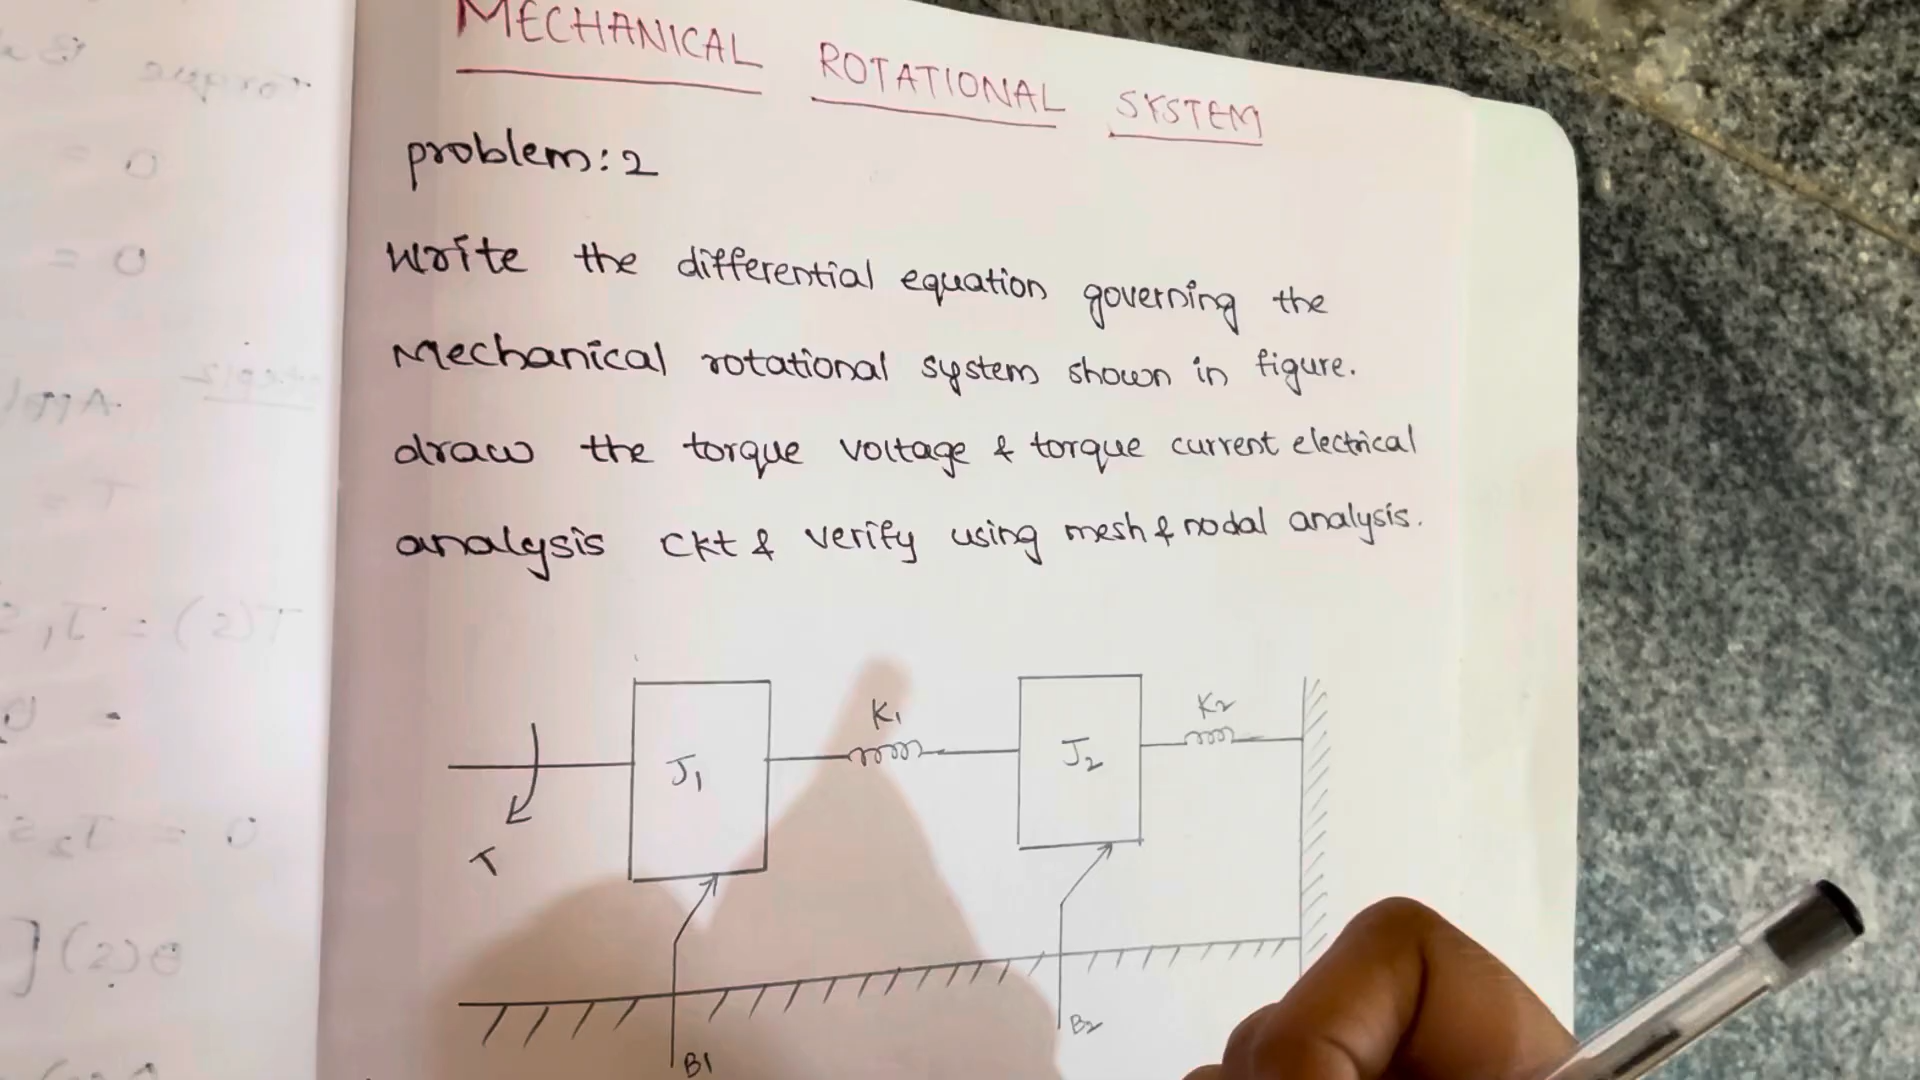 MECHANICAL ROTATIONAL SYSTEM
problem: 2
Write the differential equation governing the
Mechanical rotational system shown in figure.
draw the torque voltage & torque current electrical
analysis ckt & verify using mesh & nodal analysis.
K1
K2
J1
J2
T
B2
B1